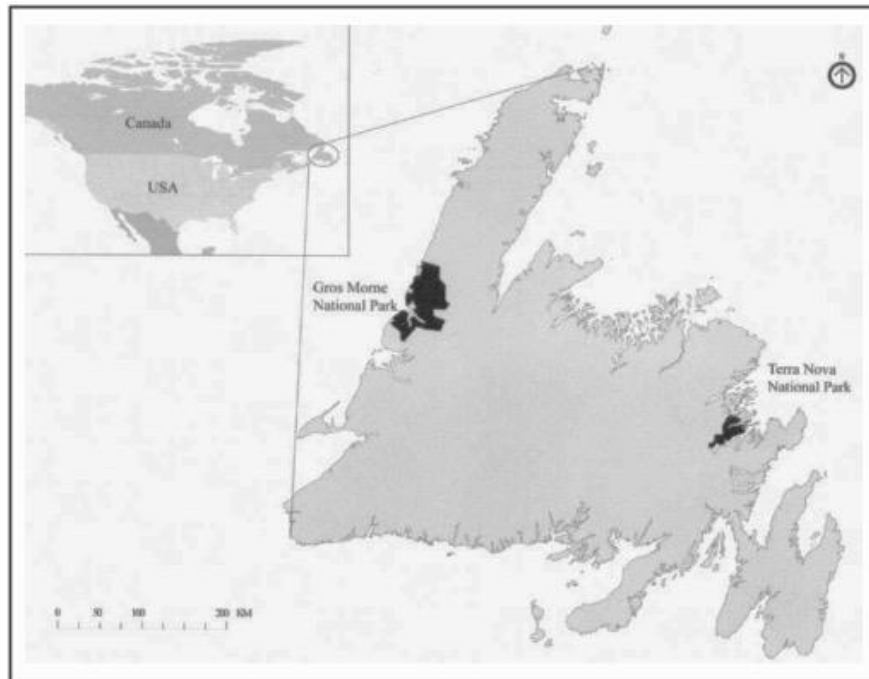 Canada
USA
Gros Morne
National Park
Terra Nova
National Park
0 50 100 200 KM